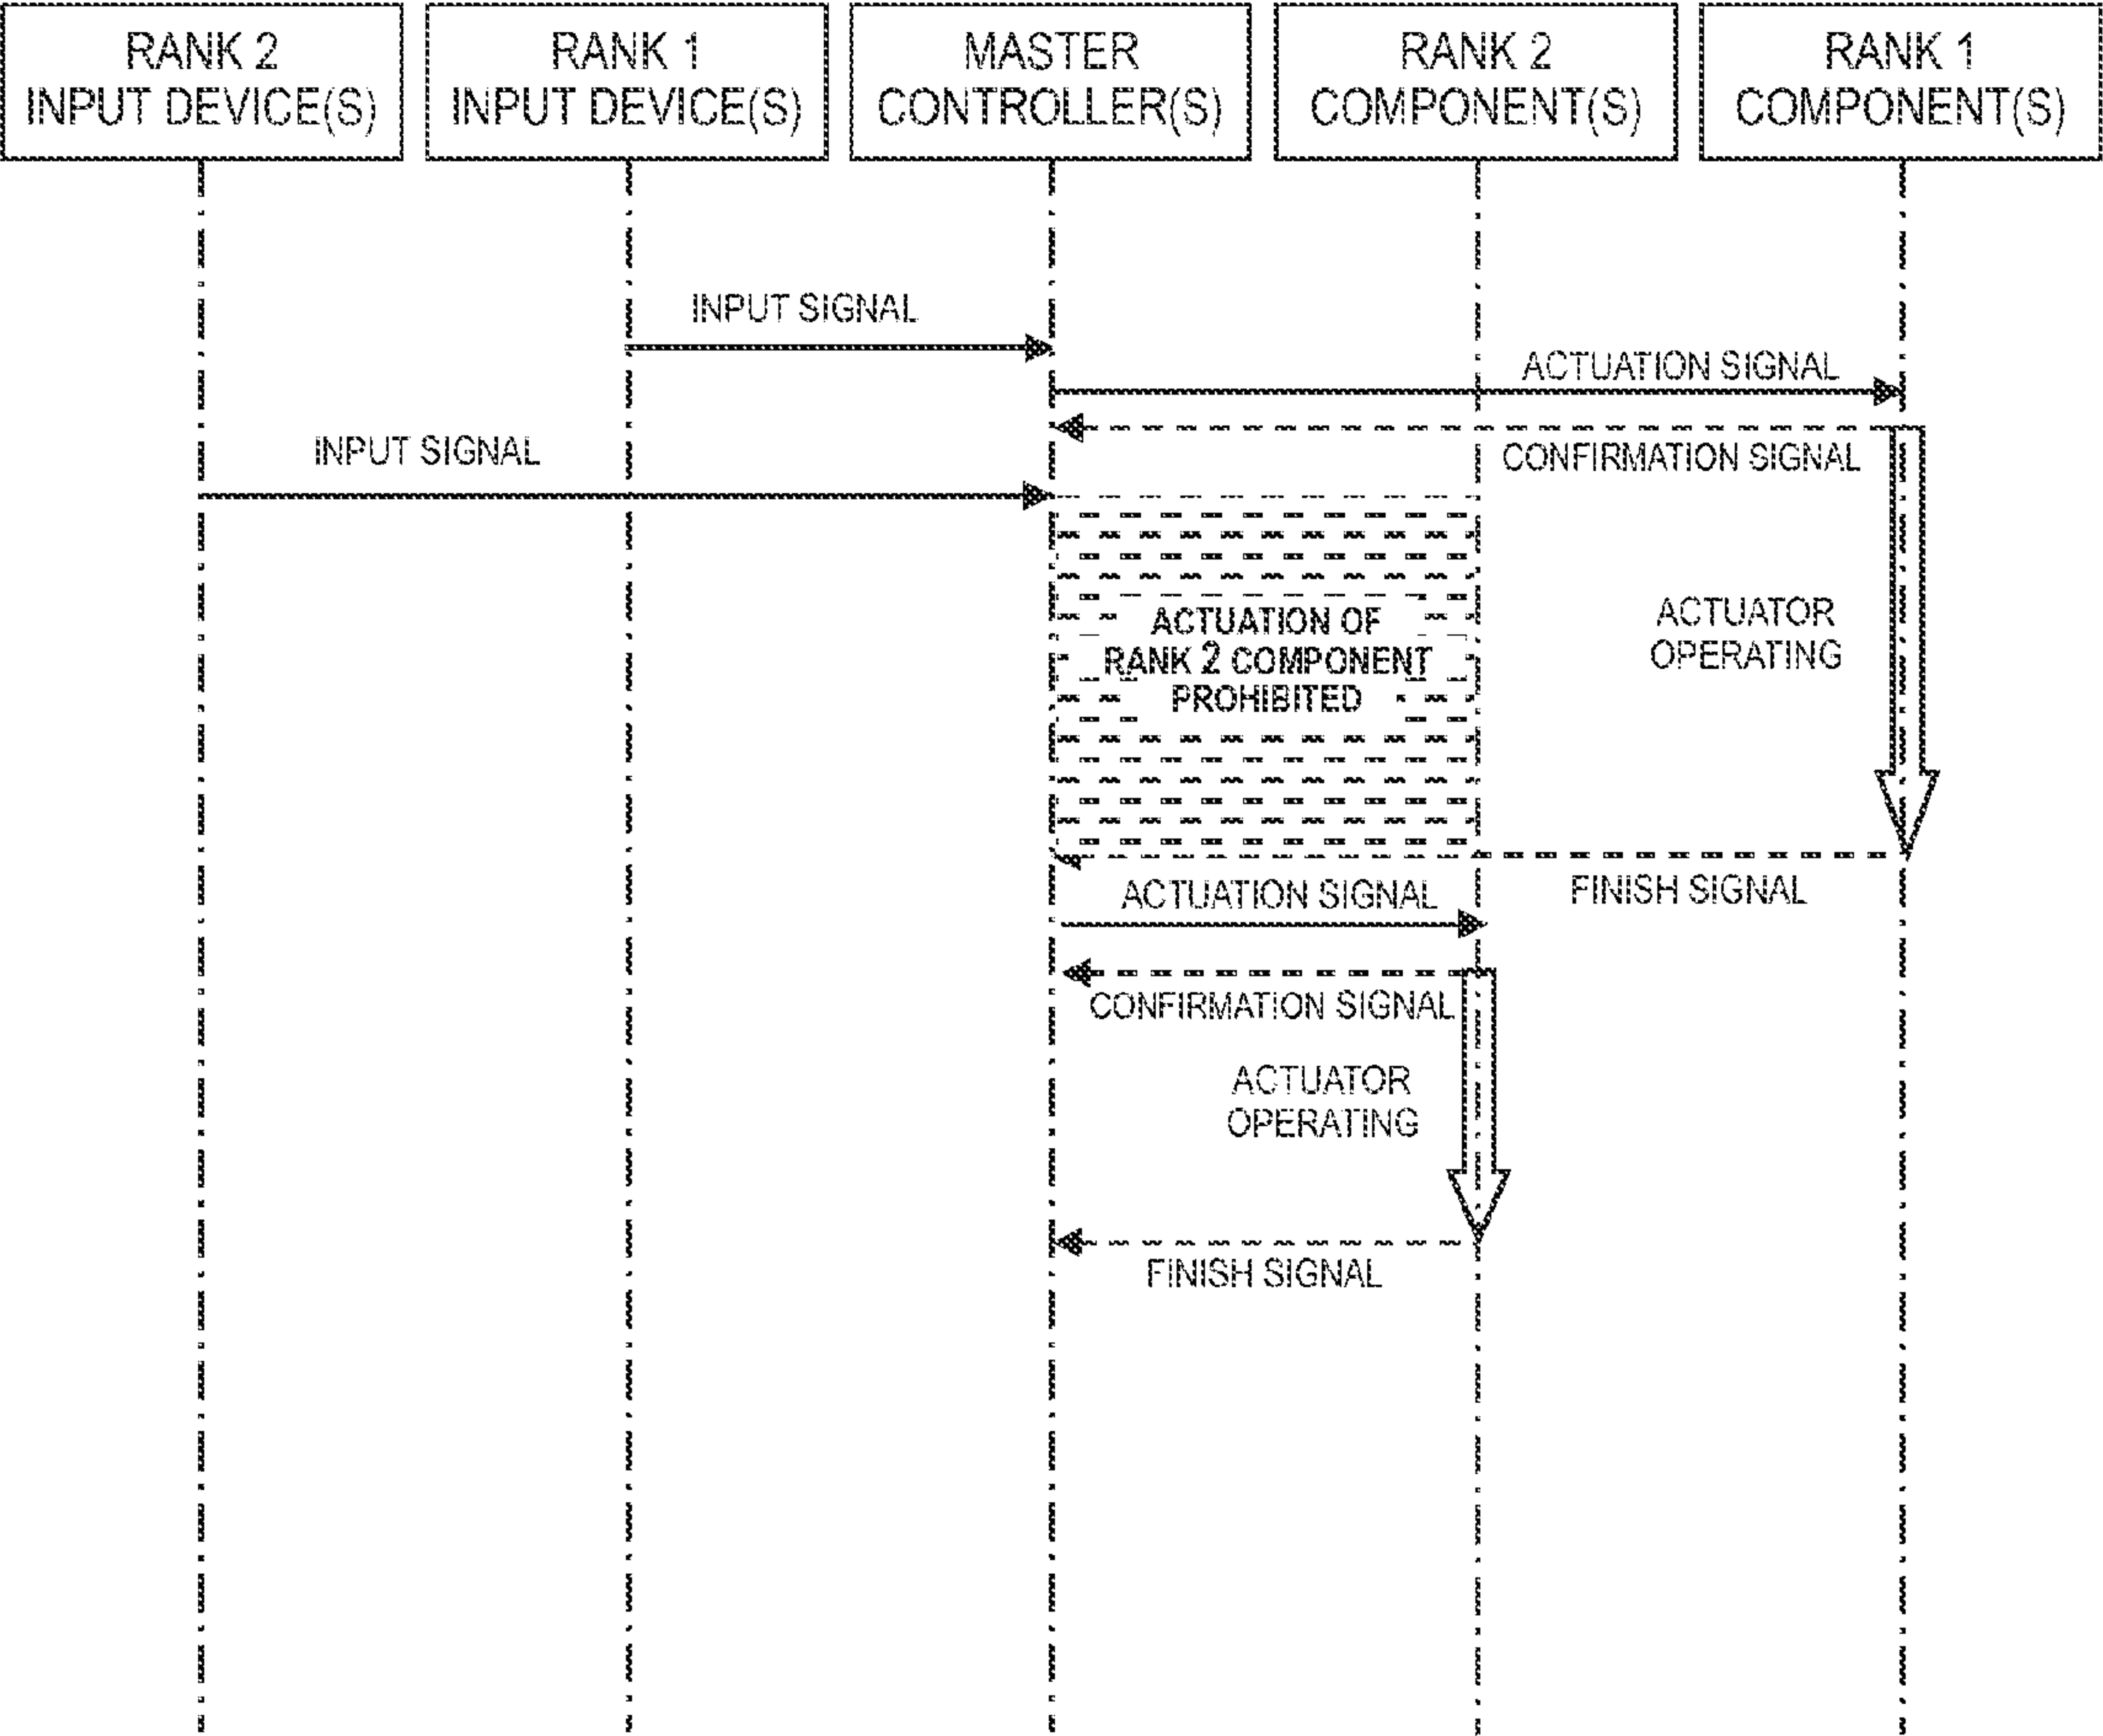 RANK 2
INPUT DEVICE(S)
RANK 1
INPUT DEVICE(S)
MASTER
CONTROLLER(S)
RANK 2
COMPONENT(S)
RANK 1
COMPONENT(S)
INPUT SIGNAL
ACTUATION SIGNAL
INPUT SIGNAL
CONFIRMATION SIGNAL
ACTUATION OF
RANK 2 COMPONENT
PROHIBITED
ACTUATOR
OPERATING
ACTUATION SIGNAL
FINISH SIGNAL
CONFIRMATION SIGNAL
ACTUATOR
OPERATING
FINISH SIGNAL